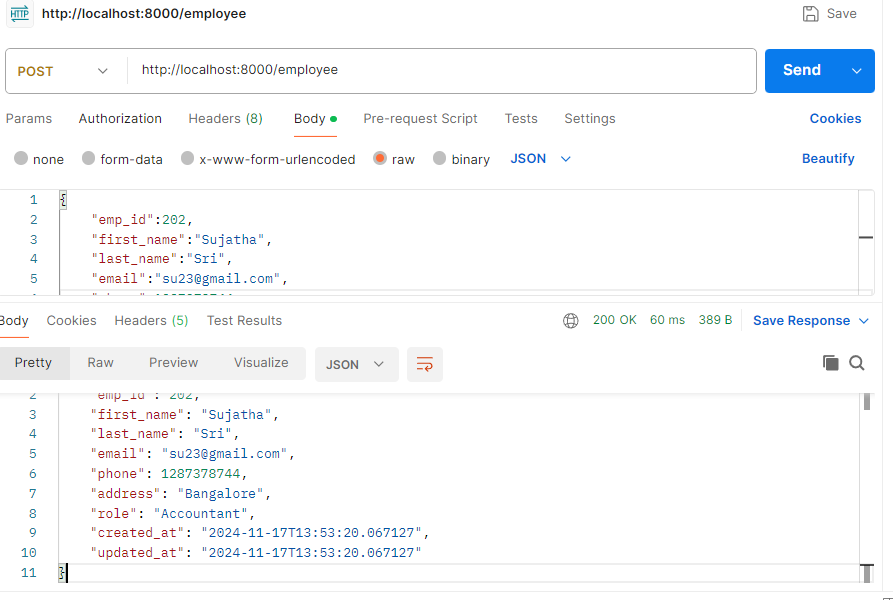 HTTP http://localhost:8000/employee Save
POST http://localhost:8000/employee Send
Params Authorization Headers (8) Body Pre-request Script Tests Settings Cookies
none form-data x-www-form-urlencoded raw binary JSON Beautify
1 {
2 "emp_id":202,
3 "first_name":"Sujatha",
4 "last_name":"Sri",
5 "email":"su23@gmail.com",
Body Cookies Headers (5) Test Results 200 OK 60 ms 389 B Save Response
Pretty Raw Preview Visualize JSON
2 "emp_id": 202,
3 "first_name": "Sujatha",
4 "last_name": "Sri",
5 "email": "su23@gmail.com",
6 "phone": 1287378744,
7 "address": "Bangalore",
8 "role": "Accountant",
9 "created_at": "2024-11-17T13:53:20.067127",
10 "updated_at": "2024-11-17T13:53:20.067127"
11 }